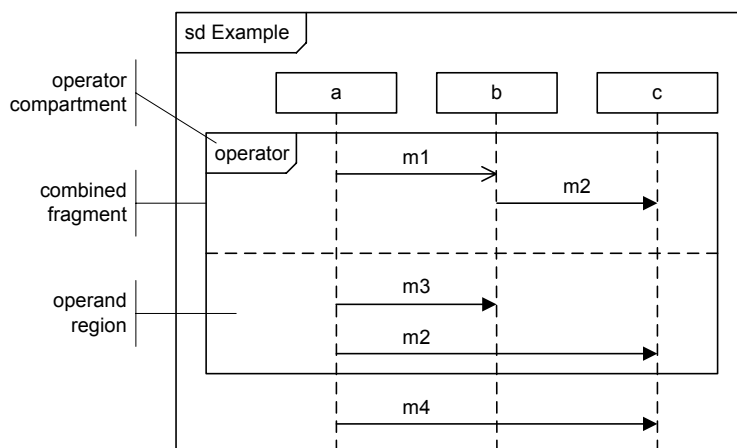 sd Example
operator
compartment
a
b
c
operator
m1
m2
combined
fragment
m3
operand
region
m2
m4